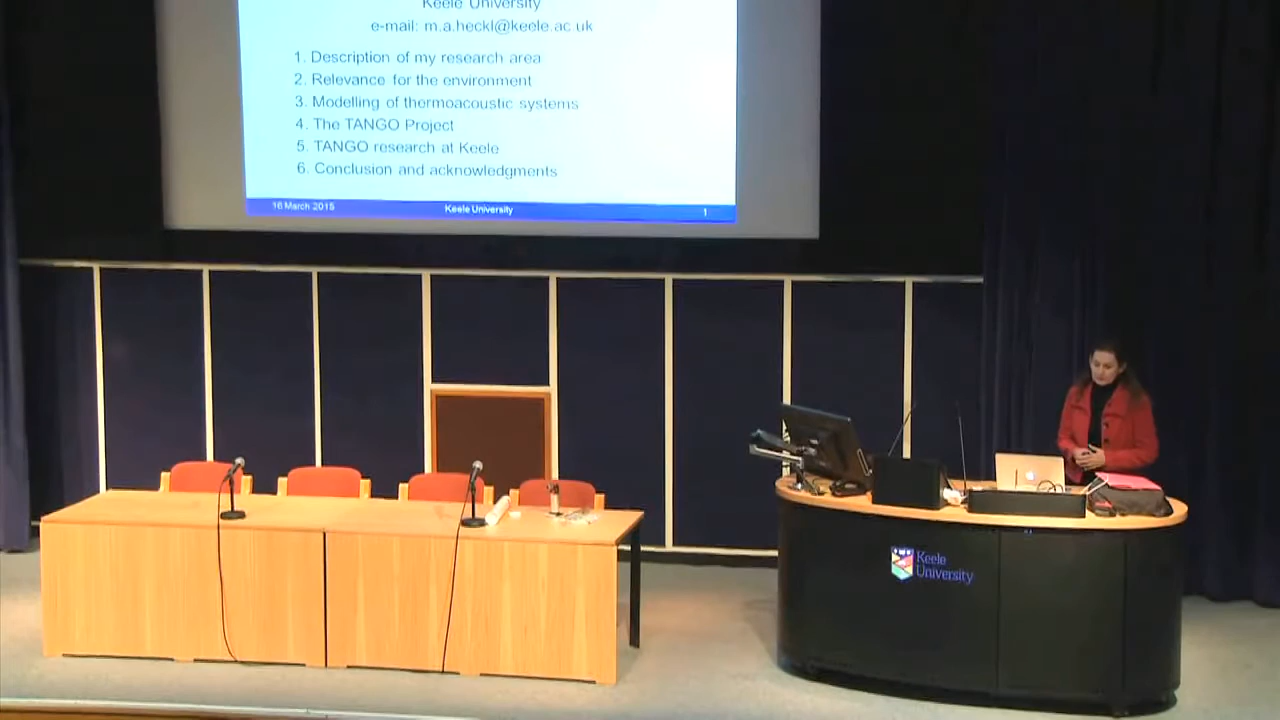 Keele University
e-mail: m.a.heckl@keele.ac.uk
1. Description of my research area
2. Relevance for the environment
3. Modelling of thermoacoustic systems
4. The TANGO Project
5. TANGO research at Keele
6. Conclusion and acknowledgments
16 March 2015 Keele University 1
Keele
University